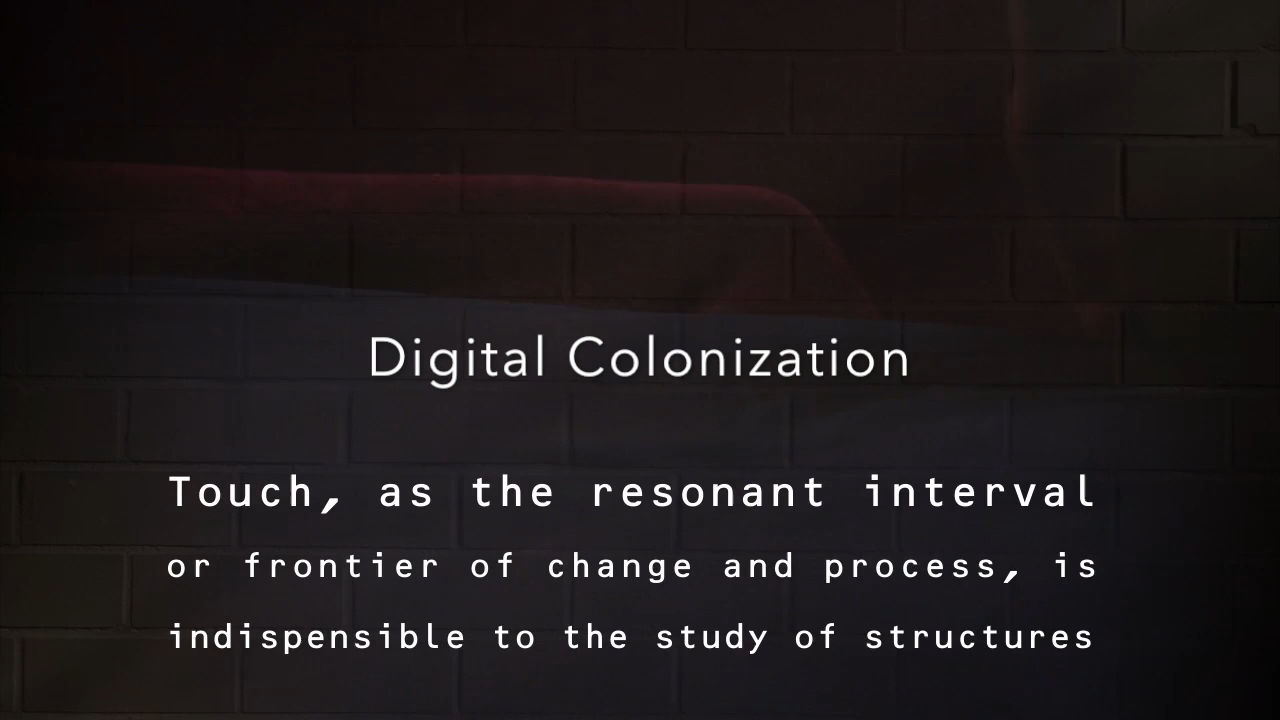 Digital Colonization
Touch, as the resonant interval
or frontier of change and process, is
indispensible to the study of structures